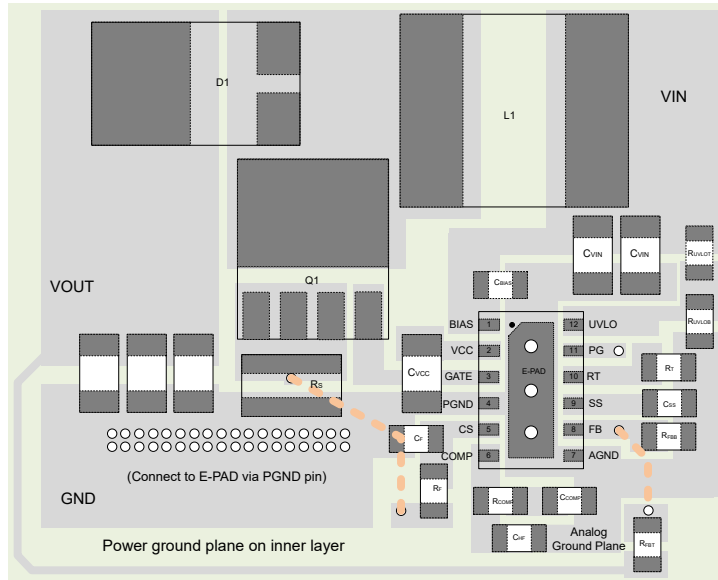 D1
L1
VIN
CVIN
CVIN
RUVLOT
VOUT
Q1
CBIAS
RUVLOB
BIAS
1
12
UVLO
VCC
2
11
PG
GATE
3
E-PAD
10
RT
RT
PGND
4
9
SS
CSS
CS
5
8
FB
RFBB
COMP
6
7
AGND
RS
CVCC
CF
RF
(Connect to E-PAD via PGND pin)
GND
RCOMP
CCOMP
CHF
Analog
Ground Plane
RFBT
Power ground plane on inner layer